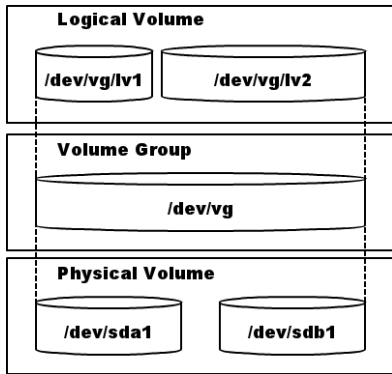 Logical Volume
/dev/vg/lv1
/dev/vg/lv2
Volume Group
/dev/vg
Physical Volume
/dev/sda1
/dev/sdb1